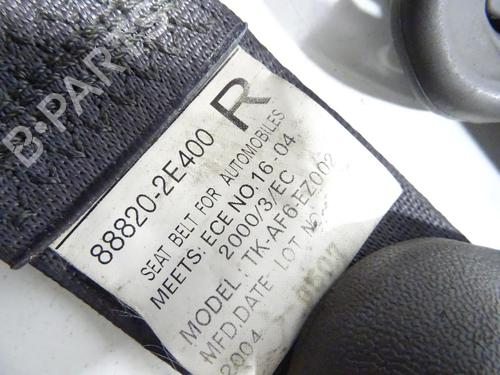 B-PARTS
R
88820-2E400
SEAT BELT FOR AUTOMOBILES
MEETS: ECE NO.16-04,
2000/3/EC
MODEL: TK-AF6-EZ002
MFD.DATE LOT NO.
2004